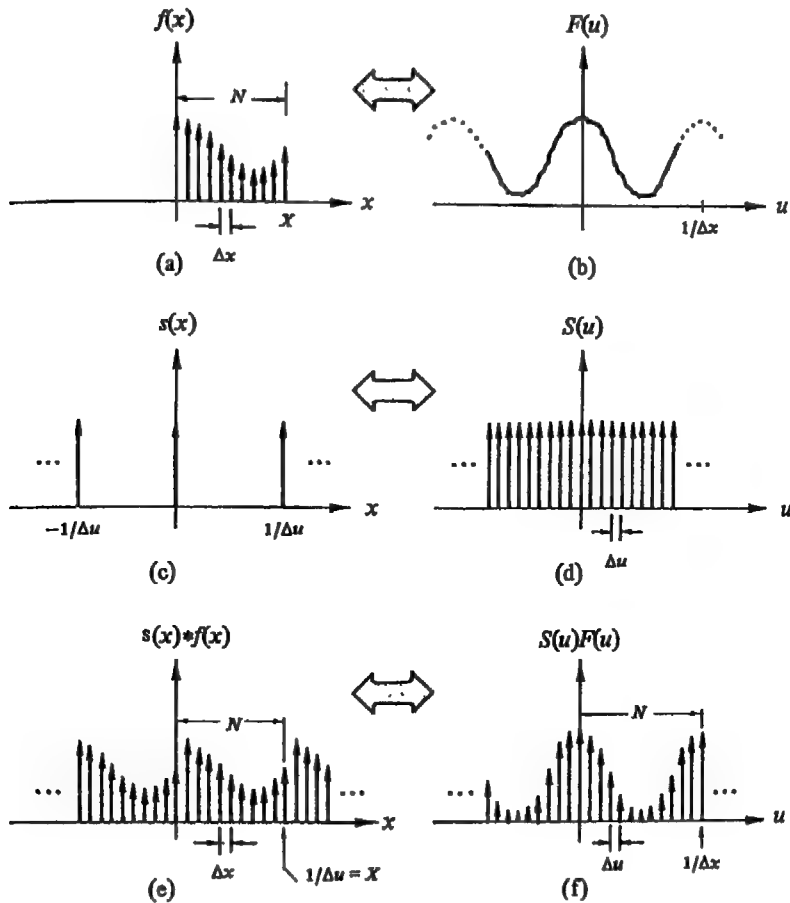 f(x)
F(u)
N
x
u
X
1/Δx
Δx
(a)
(b)
s(x)
S(u)
...
...
...
...
x
u
−1/Δu
1/Δu
Δu
(c)
(d)
s(x)*f(x)
S(u)F(u)
N
N
...
...
...
...
x
u
Δx
1/Δu = X
Δu
1/Δx
(e)
(f)